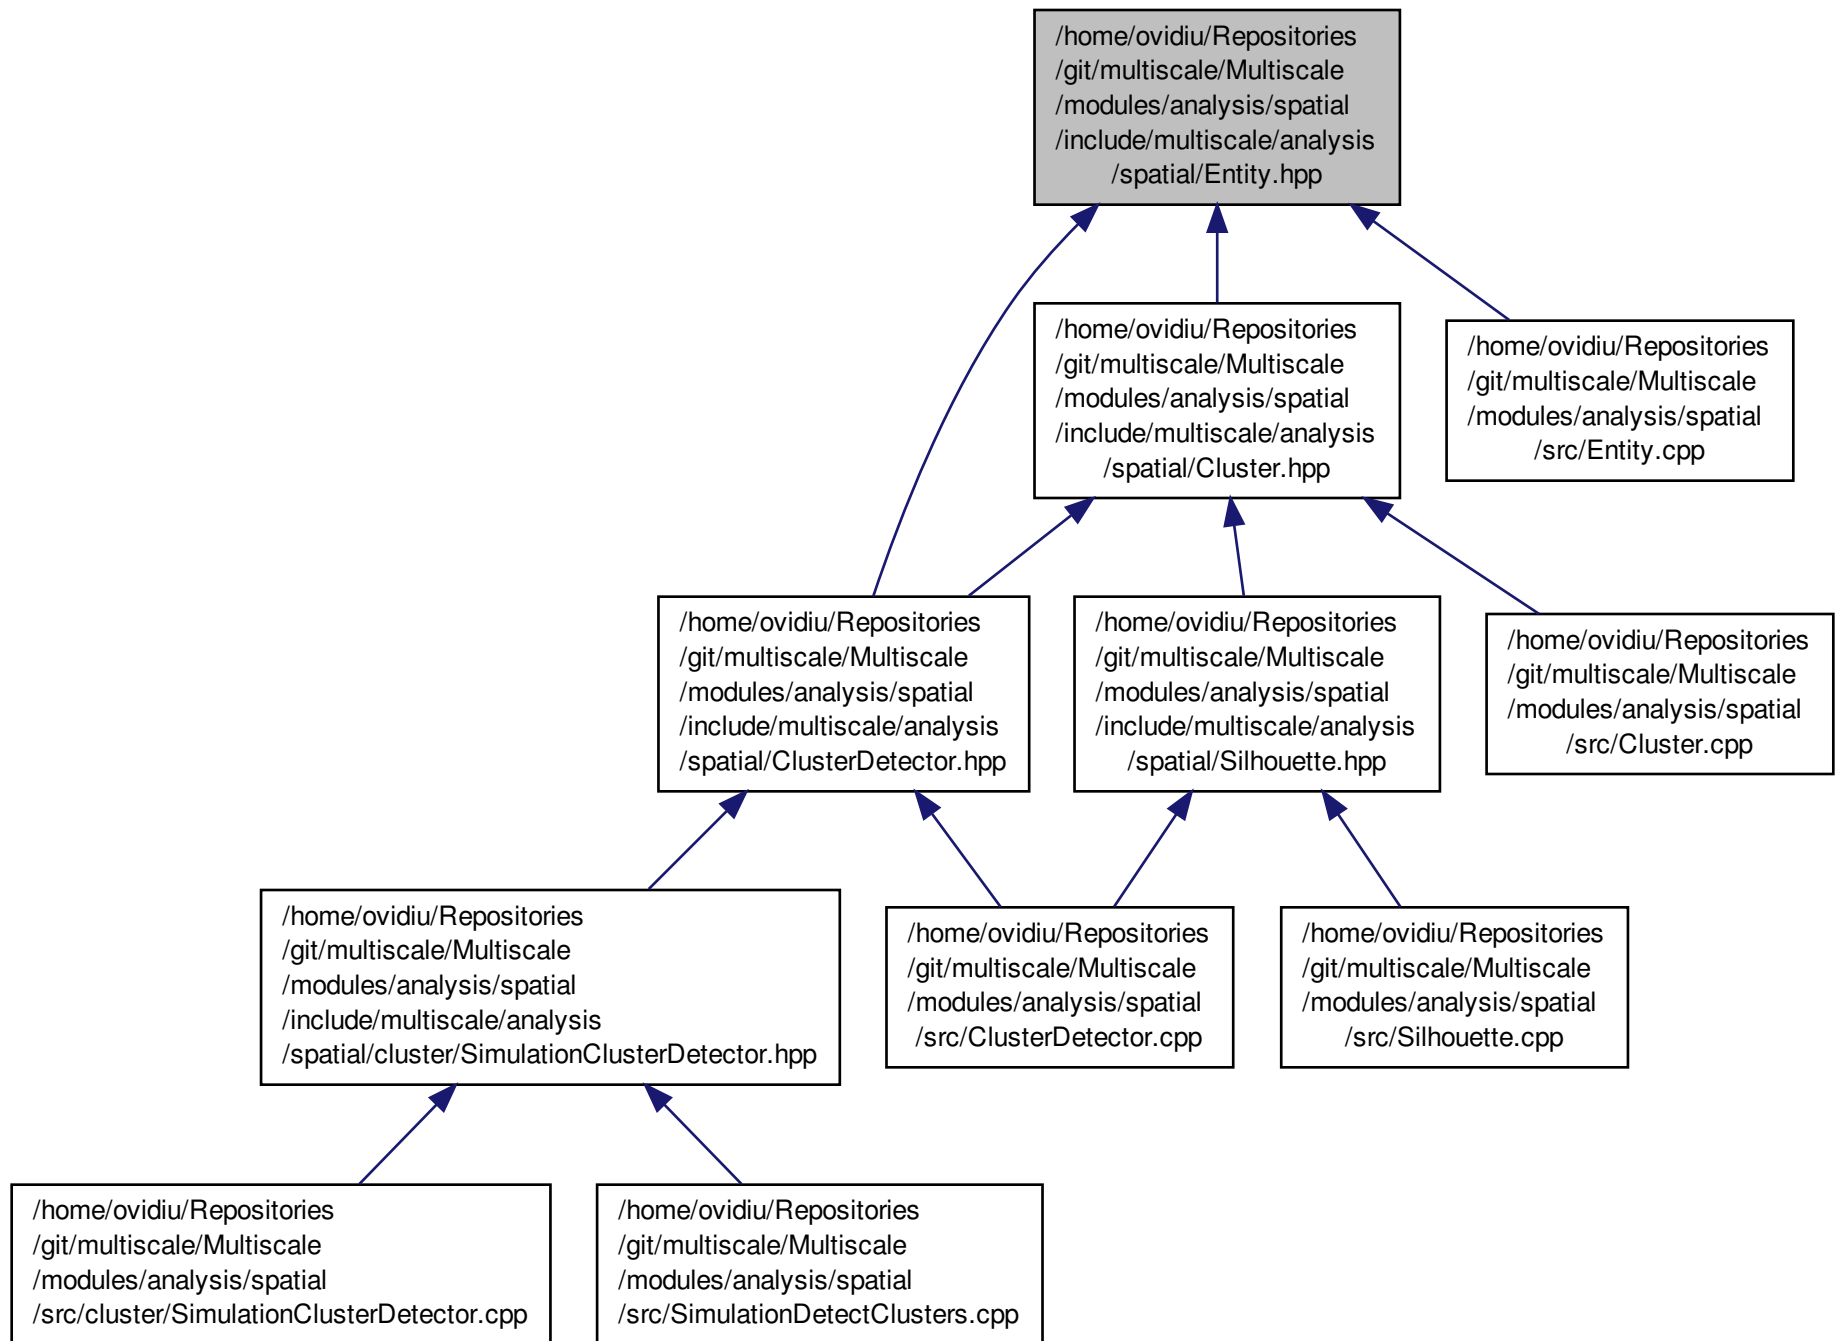 /home/ovidiu/Repositories
/git/multiscale/Multiscale
/modules/analysis/spatial
/include/multiscale/analysis
/spatial/Entity.hpp
/home/ovidiu/Repositories
/git/multiscale/Multiscale
/modules/analysis/spatial
/include/multiscale/analysis
/spatial/Cluster.hpp
/home/ovidiu/Repositories
/git/multiscale/Multiscale
/modules/analysis/spatial
/src/Entity.cpp
/home/ovidiu/Repositories
/git/multiscale/Multiscale
/modules/analysis/spatial
/include/multiscale/analysis
/spatial/ClusterDetector.hpp
/home/ovidiu/Repositories
/git/multiscale/Multiscale
/modules/analysis/spatial
/include/multiscale/analysis
/spatial/Silhouette.hpp
/home/ovidiu/Repositories
/git/multiscale/Multiscale
/modules/analysis/spatial
/src/Cluster.cpp
/home/ovidiu/Repositories
/git/multiscale/Multiscale
/modules/analysis/spatial
/include/multiscale/analysis
/spatial/cluster/SimulationClusterDetector.hpp
/home/ovidiu/Repositories
/git/multiscale/Multiscale
/modules/analysis/spatial
/src/ClusterDetector.cpp
/home/ovidiu/Repositories
/git/multiscale/Multiscale
/modules/analysis/spatial
/src/Silhouette.cpp
/home/ovidiu/Repositories
/git/multiscale/Multiscale
/modules/analysis/spatial
/src/cluster/SimulationClusterDetector.cpp
/home/ovidiu/Repositories
/git/multiscale/Multiscale
/modules/analysis/spatial
/src/SimulationDetectClusters.cpp